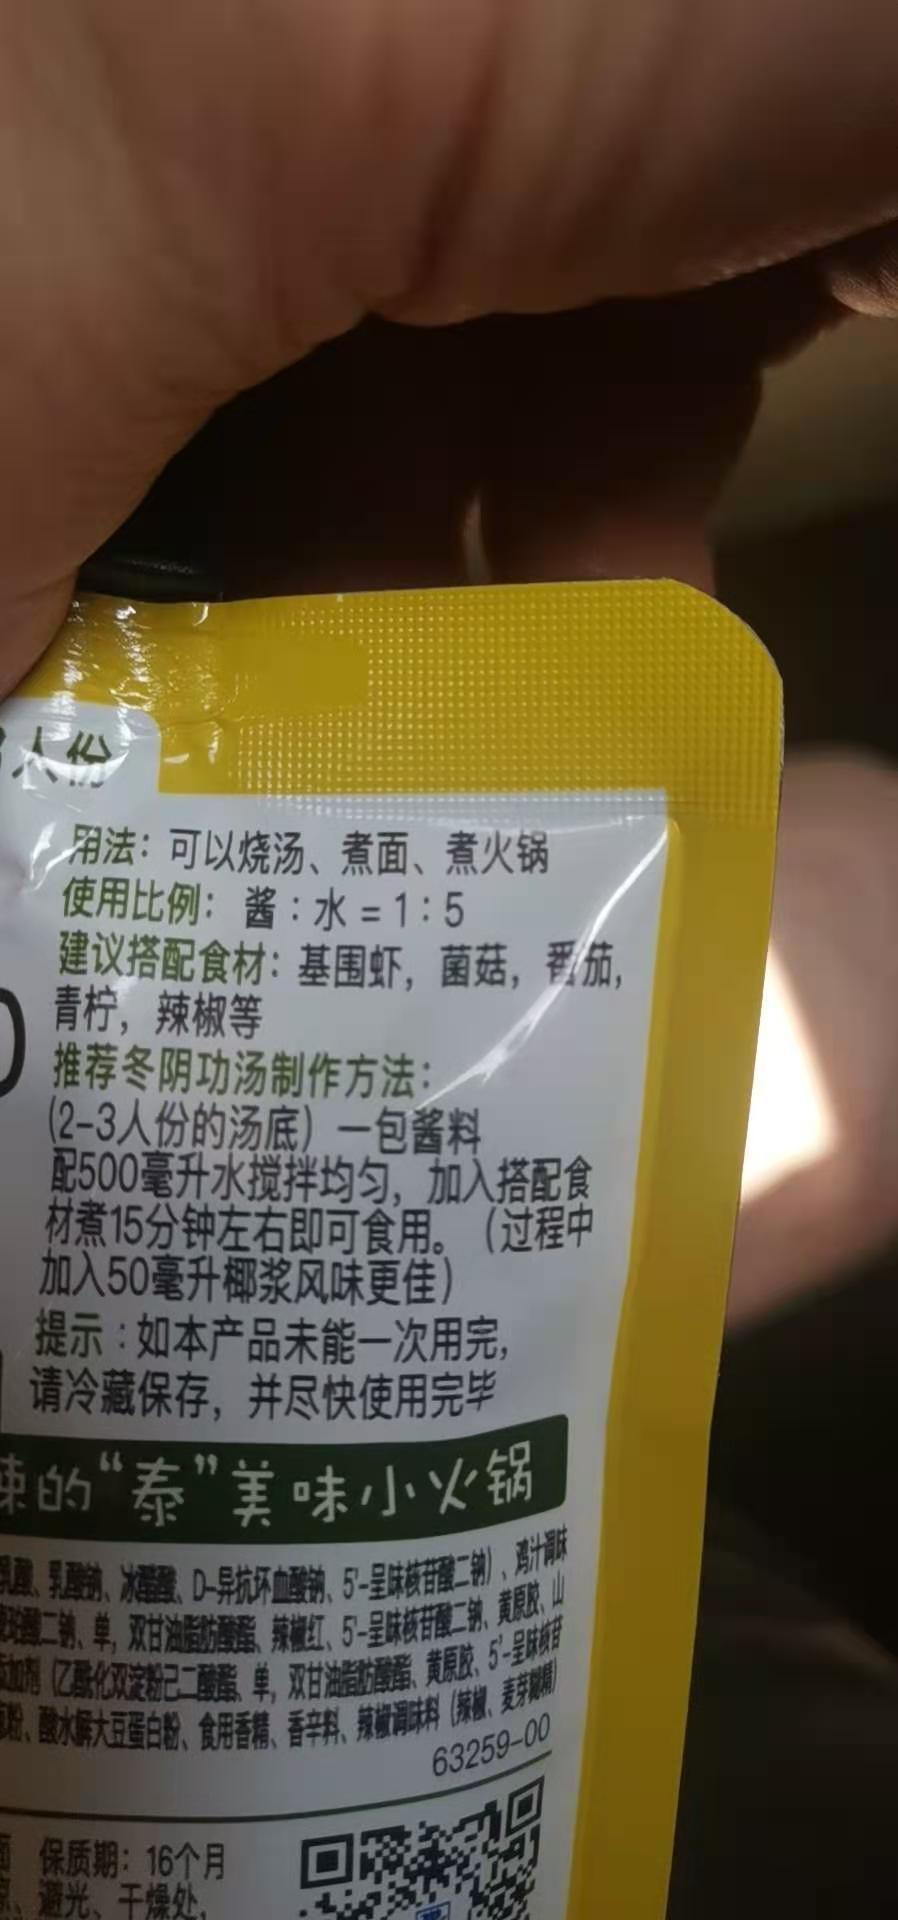 人份
用法：可以烧汤、煮面、煮火锅
使用比例：酱：水＝1：5
建议搭配食材：基围虾，菌菇，番茄，
青柠，辣椒等
推荐冬阴功汤制作方法：
(2-3人份的汤底）一包酱料
配500毫升水搅拌均匀，加入搭配食
材煮15分钟左右即可食用。（过程中
加入50毫升椰浆风味更佳）
提示：如本产品未能一次用完，
请冷藏保存，并尽快使用完毕
的“泰”美味小火锅
乳酸、乳酸钠、冰醋酸、D-异抗坏血酸钠、5'-呈味核苷酸二钠）、鸡汁调味
二钠、单，双甘油脂肪酸酯、辣椒红、5'-呈味核苷酸二钠、黄原胶、山
加剂（乙酰化双淀粉己二酸酯、单，双甘油脂肪酸酯、黄原胶、5'-呈味核苷
粉、酸水解大豆蛋白粉、食用香精、香辛料、辣椒调味料（辣椒、麦芽糊精）
63259-00
保质期：16个月
避光、干燥处，